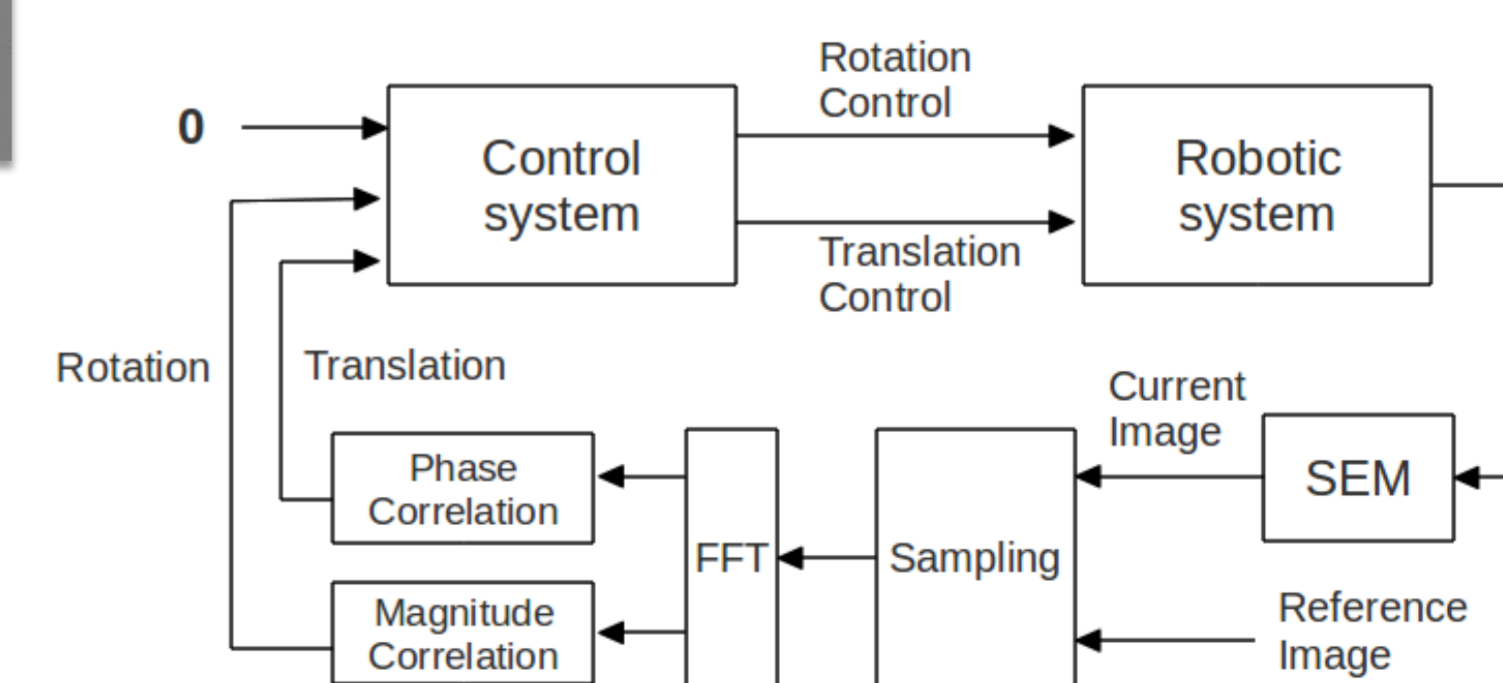 Rotation
Control
0
Control
system
Robotic
system
Translation
Control
Rotation
Translation
Current
Image
Phase
Correlation
SEM
FFT
Sampling
Magnitude
Correlation
Reference
Image